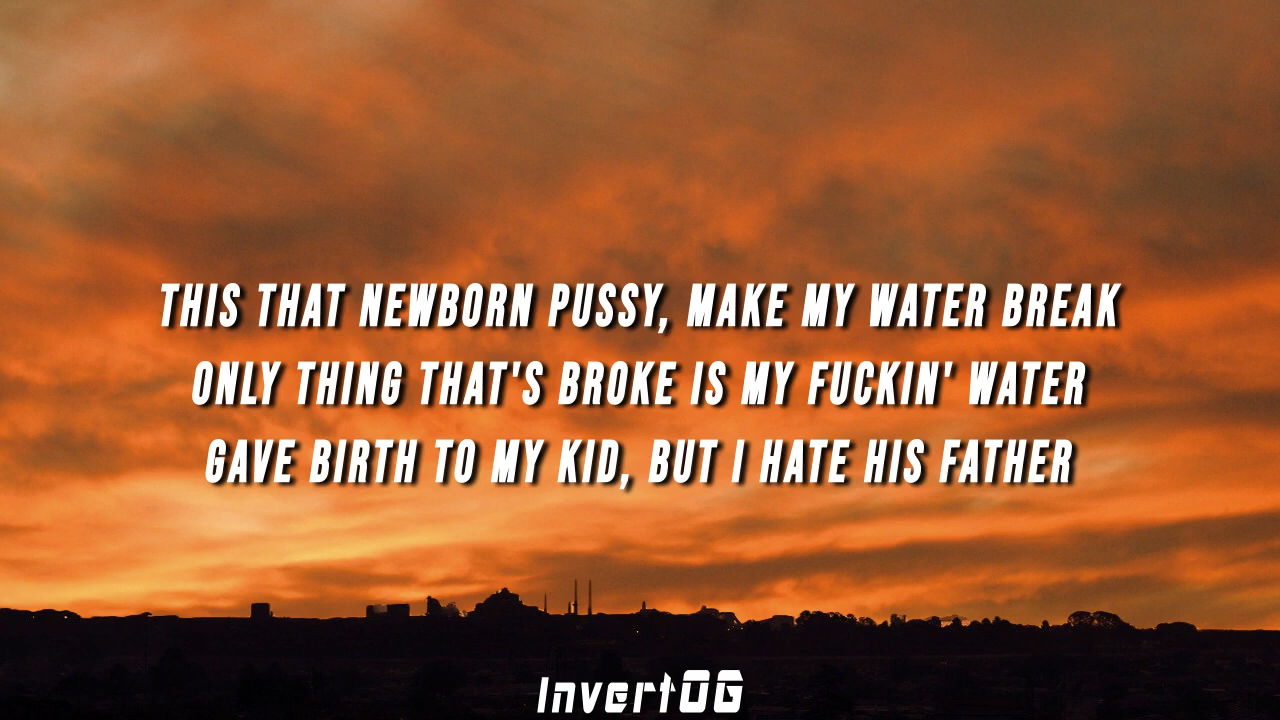 THIS THAT NEWBORN PUSSY, MAKE MY WATER BREAK
ONLY THING THAT'S BROKE IS MY FUCKIN' WATER
GAVE BIRTH TO MY KID, BUT I HATE HIS FATHER
InvertOG